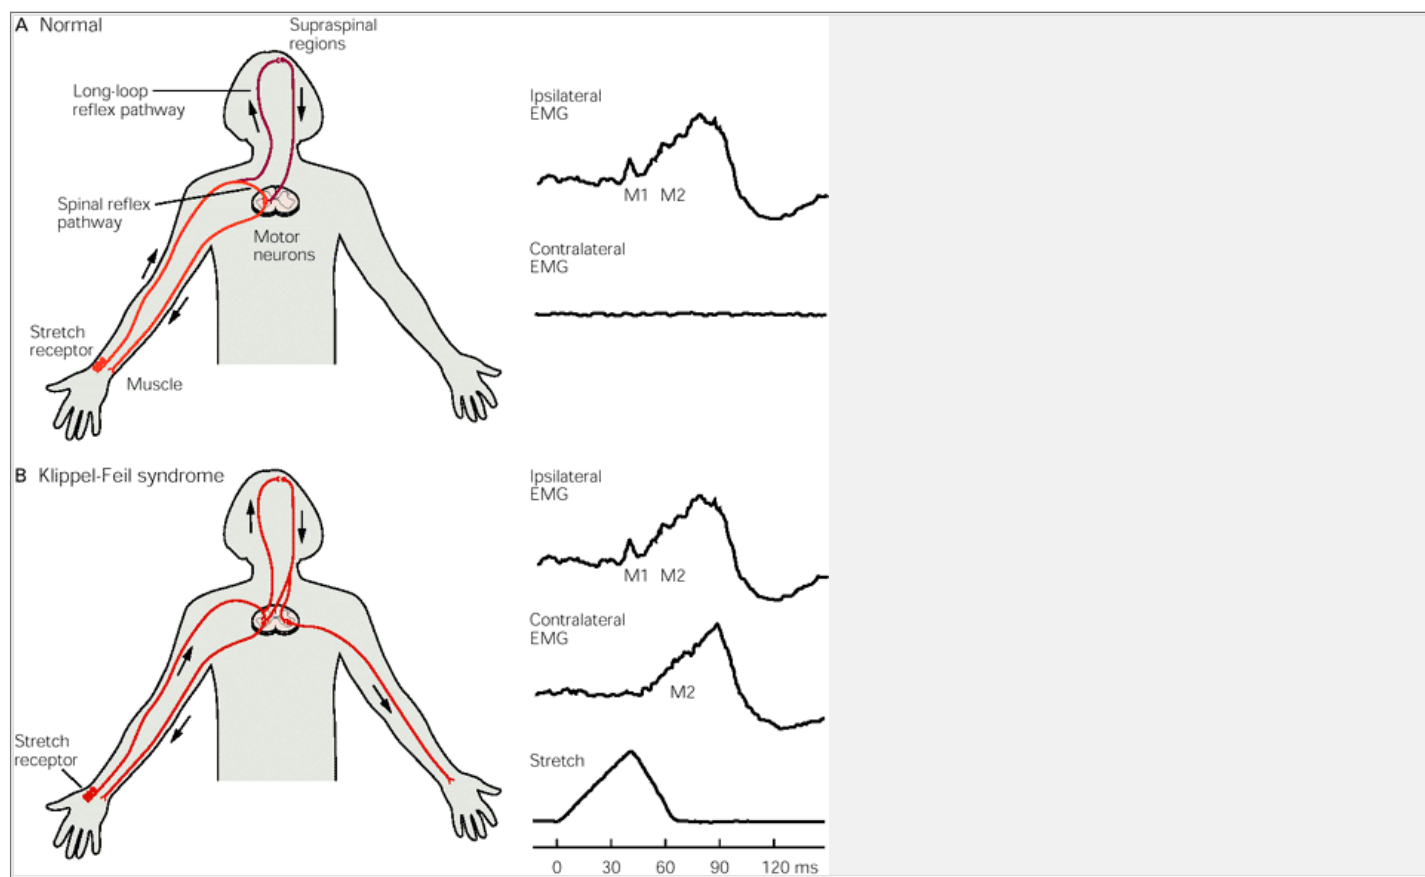 A Normal
Supraspinal
regions
Long-loop
reflex pathway
Spinal reflex
pathway
Motor
neurons
Stretch
receptor
Muscle
Ipsilateral
EMG
M1 M2
Contralateral
EMG
B Klippel-Feil syndrome
Stretch
receptor
Ipsilateral
EMG
M1 M2
Contralateral
EMG
M2
Stretch
0 30 60 90 120 ms